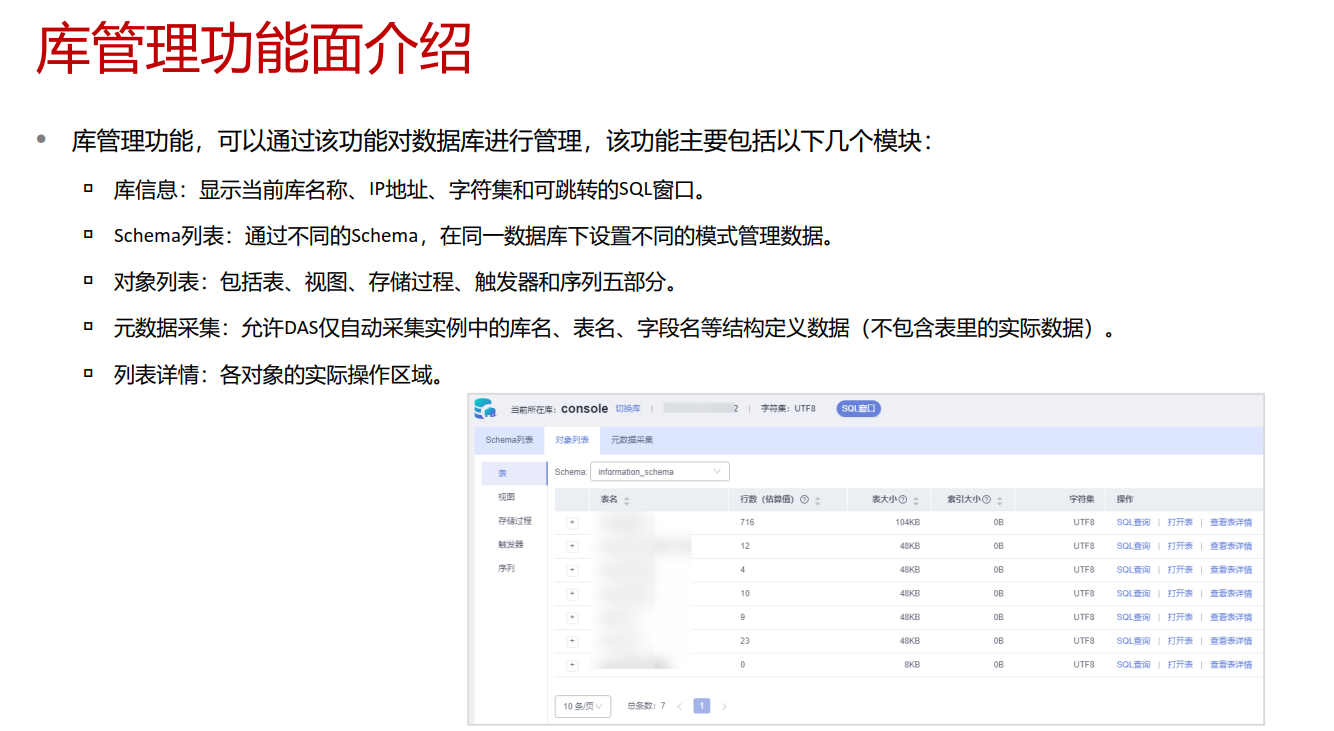 库管理功能面介绍
库管理功能，可以通过该功能对数据库进行管理，该功能主要包括以下几个模块：
库信息：显示当前库名称、IP地址、字符集和可跳转的SQL窗口。
Schema列表：通过不同的Schema，在同一数据库下设置不同的模式管理数据。
对象列表：包括表、视图、存储过程、触发器和序列五部分。
元数据采集：允许DAS仅自动采集实例中的库名、表名、字段名等结构定义数据（不包含表里的实际数据）。
列表详情：各对象的实际操作区域。
当前所在库：console 切换库 | 2 | 字符集：UTF8 SQL窗口
Schema列表 对象列表 元数据采集
表
视图
存储过程
触发器
序列
Schema: information_schema
表名 行数（估算值） 表大小 索引大小 字符集 操作
716 104KB 0B UTF8 SQL查询 | 打开表 | 查看表详情
12 48KB 0B UTF8 SQL查询 | 打开表 | 查看表详情
4 48KB 0B UTF8 SQL查询 | 打开表 | 查看表详情
10 48KB 0B UTF8 SQL查询 | 打开表 | 查看表详情
9 48KB 0B UTF8 SQL查询 | 打开表 | 查看表详情
23 48KB 0B UTF8 SQL查询 | 打开表 | 查看表详情
0 8KB 0B UTF8 SQL查询 | 打开表 | 查看表详情
10 条/页 总条数：7 < 1 >